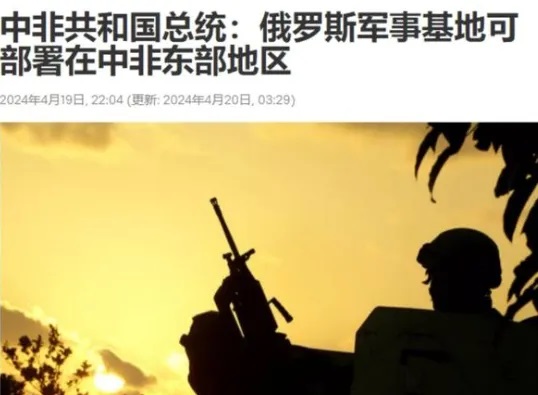 中非共和国总统：俄罗斯军事基地可
部署在中非东部地区
2024年4月19日, 22:04 (更新: 2024年4月20日, 03:29)